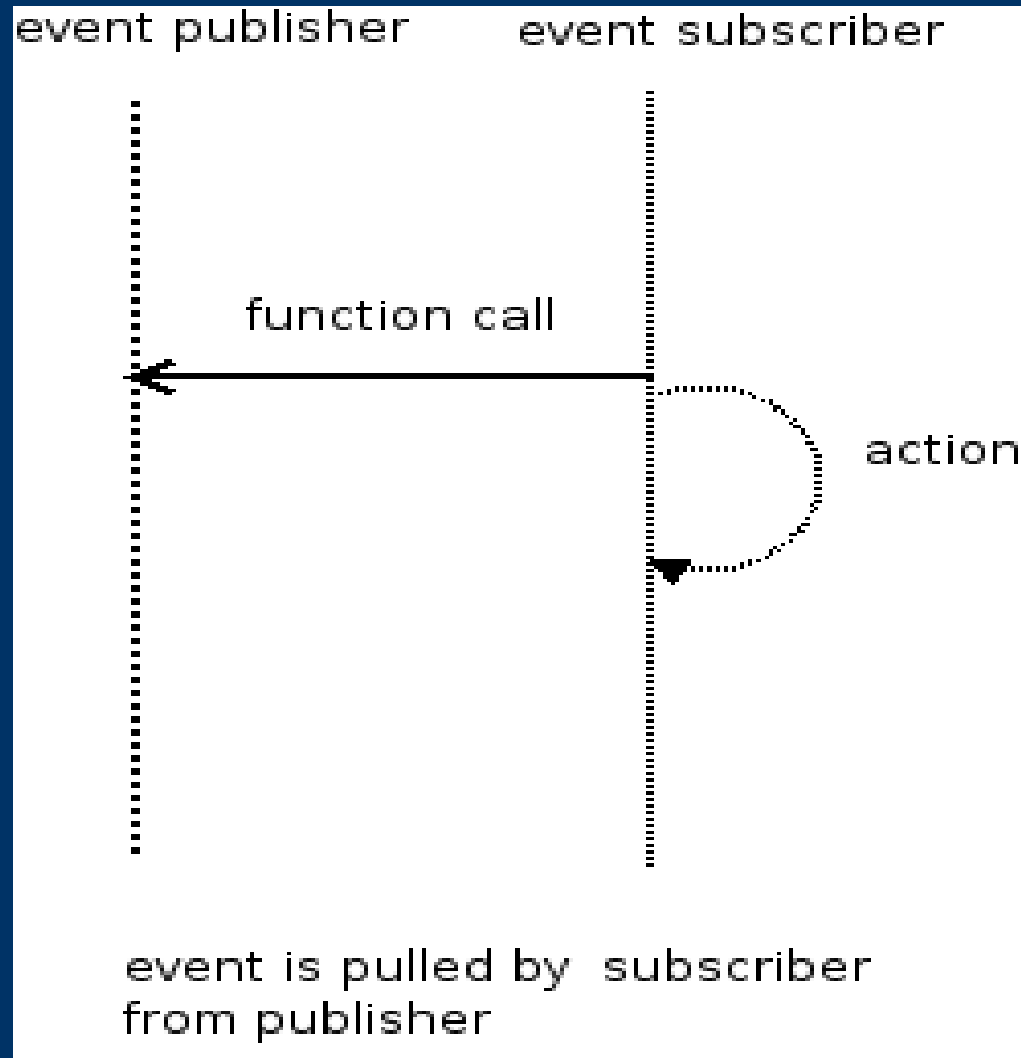 event publisher
event subscriber
function call
action
event is pulled by subscriber
from publisher